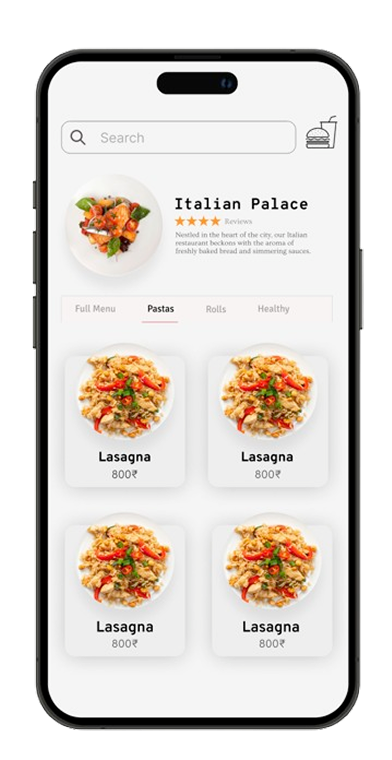 Search
Italian Palace
Reviews
Nestled in the heart of the city, our Italian
restaurant beckons with the aroma of
freshly baked bread and simmering sauces.
Full Menu Pastas Rolls Healthy
Lasagna Lasagna
800₹ 800₹
Lasagna Lasagna
800₹ 800₹